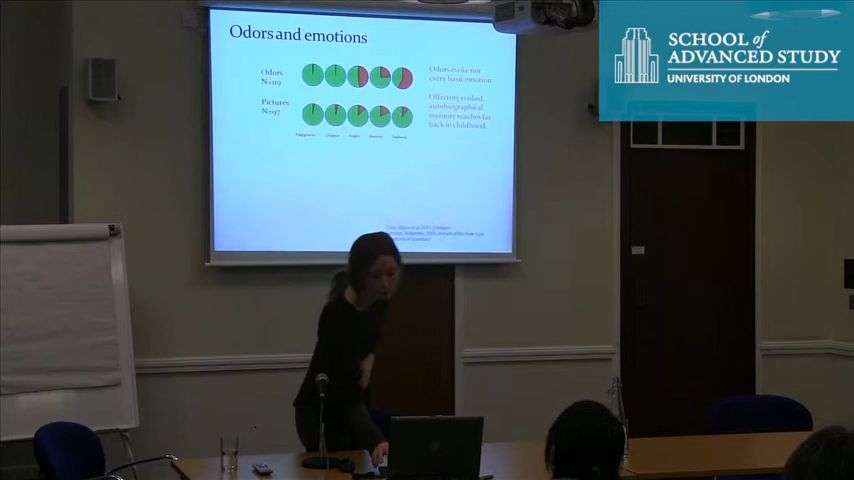 Odors and emotions
SCHOOL of
ADVANCED STUDY
UNIVERSITY OF LONDON
Odors
N=119
Odors evoke not
every basic emotion
Pictures
N=97
Olfactory evoked
autobiographical
memory reaches far
back in childhood
Happiness Disgust Anger Anxiety Sadness